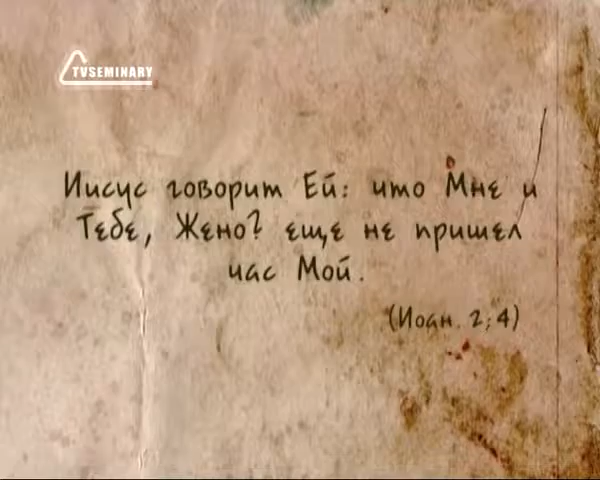 TVSEMINARY
Иисус говорит Ей: что Мне и
Тебе, Жено? еще не пришел
час Мой.
(Иоан. 2;4)